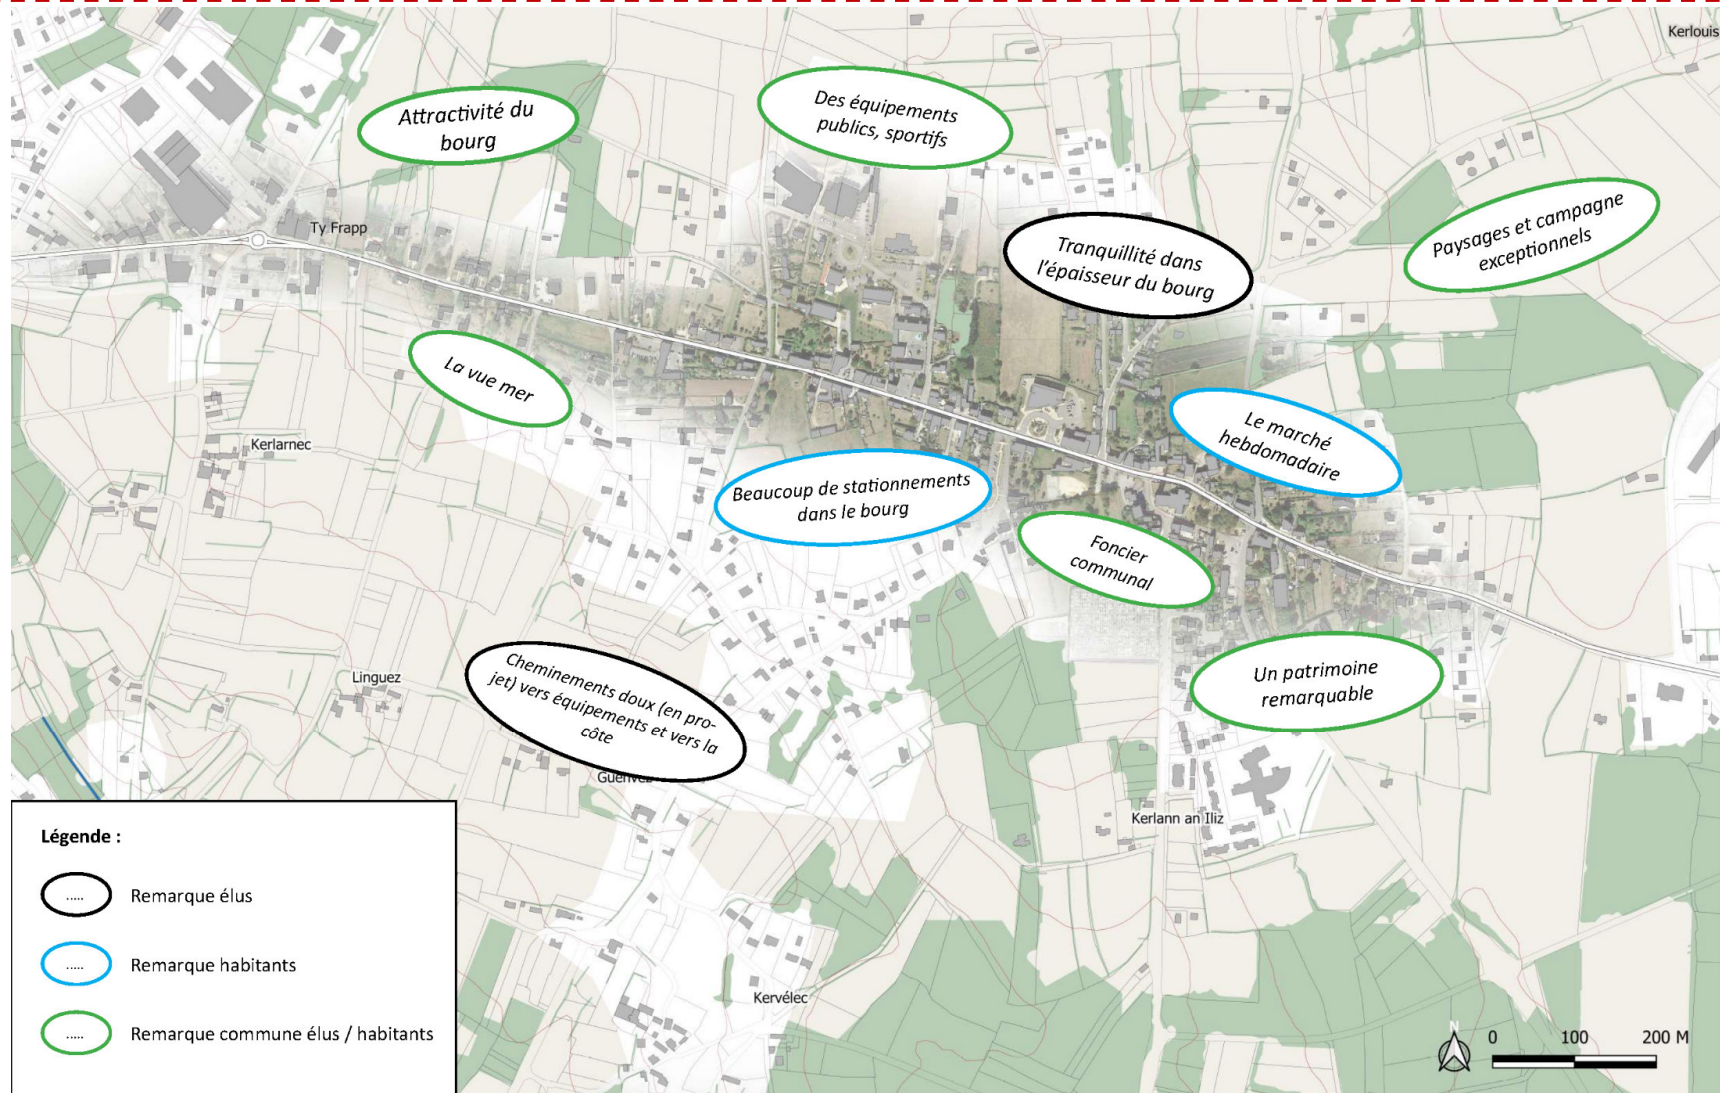 Kerlouis
Attractivité du
bourg
Des équipements
publics, sportifs
Ty Frapp
Tranquillité dans
l'épaisseur du bourg
Paysages et campagne
exceptionnels
La vue mer
Le marché
hebdomadaire
Kerlarnec
Beaucoup de stationnements
dans le bourg
Foncier
communal
Cheminements doux (en pro-
jet) vers équipements et vers la
côte
Linguez
Un patrimoine
remarquable
Guenvez
Kerlann an Iliz
Légende :
..... Remarque élus
..... Remarque habitants
..... Remarque commune élus / habitants
Kervélec
N
0 100 200 M